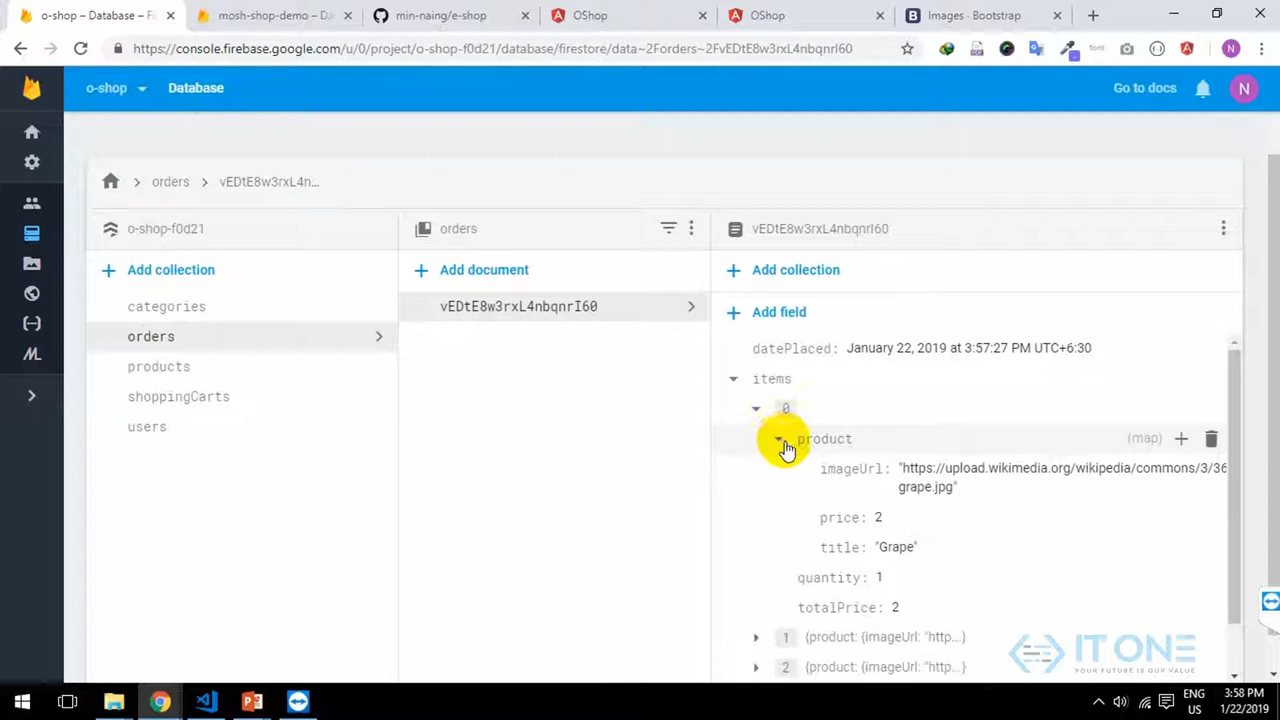 o-shop – Database – Fi
mosh-shop-demo – Da
min-naing/e-shop
OShop
OShop
Images · Bootstrap
https://console.firebase.google.com/u/0/project/o-shop-f0d21/database/firestore/data~2Forders~2FvEDtE8w3rxL4nbqnrI60
font
N
o-shop
Database
Go to docs
N
orders
vEDtE8w3rxL4n...
o-shop-f0d21
orders
vEDtE8w3rxL4nbqnrI60
Add collection
Add document
Add collection
categories
vEDtE8w3rxL4nbqnrI60
Add field
orders
datePlaced: January 22, 2019 at 3:57:27 PM UTC+6:30
products
items
shoppingCarts
0
users
product
(map)
imageUrl: "https://upload.wikimedia.org/wikipedia/commons/3/36
grape.jpg"
price: 2
title: "Grape"
quantity: 1
totalPrice: 2
1 {product: {imageUrl: "http...}
2 {product: {imageUrl: "http...}
IT ONE
YOUR FUTURE IS OUR VALUE
ENG
US
3:58 PM
1/22/2019